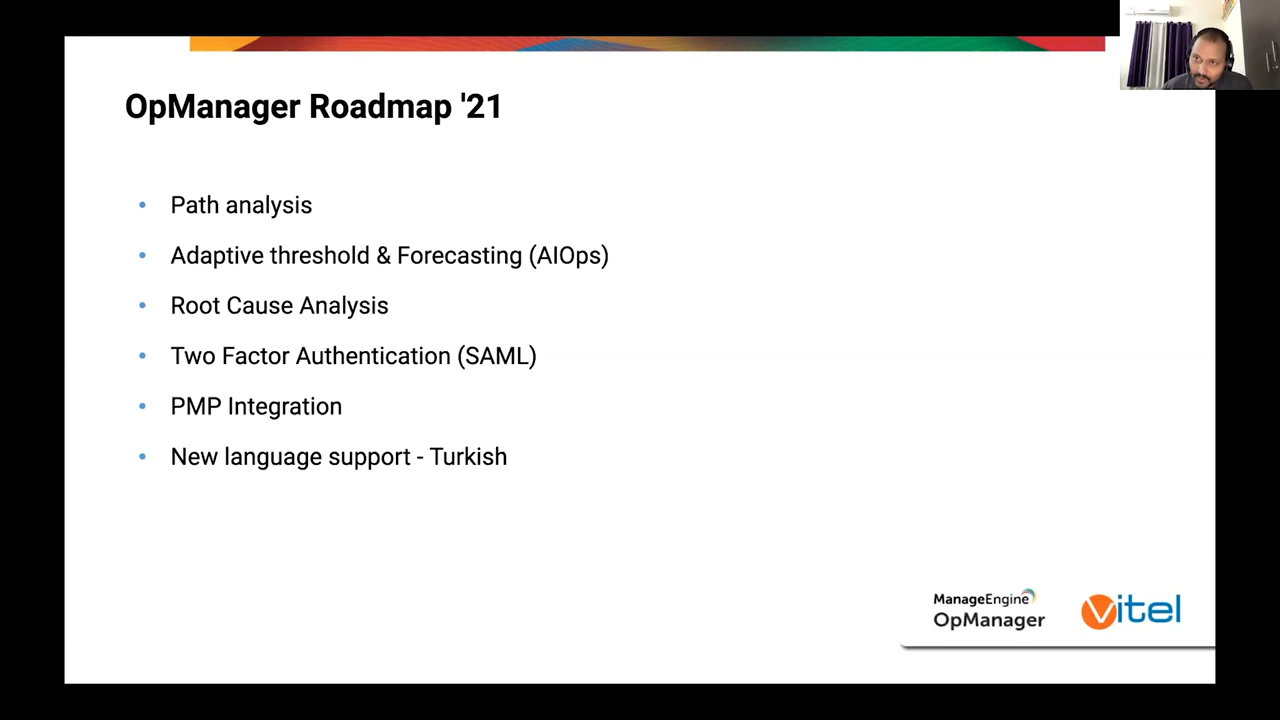 OpManager Roadmap '21
• Path analysis
• Adaptive threshold & Forecasting (AIOps)
• Root Cause Analysis
• Two Factor Authentication (SAML)
• PMP Integration
• New language support - Turkish
ManageEngine
OpManager
vitel